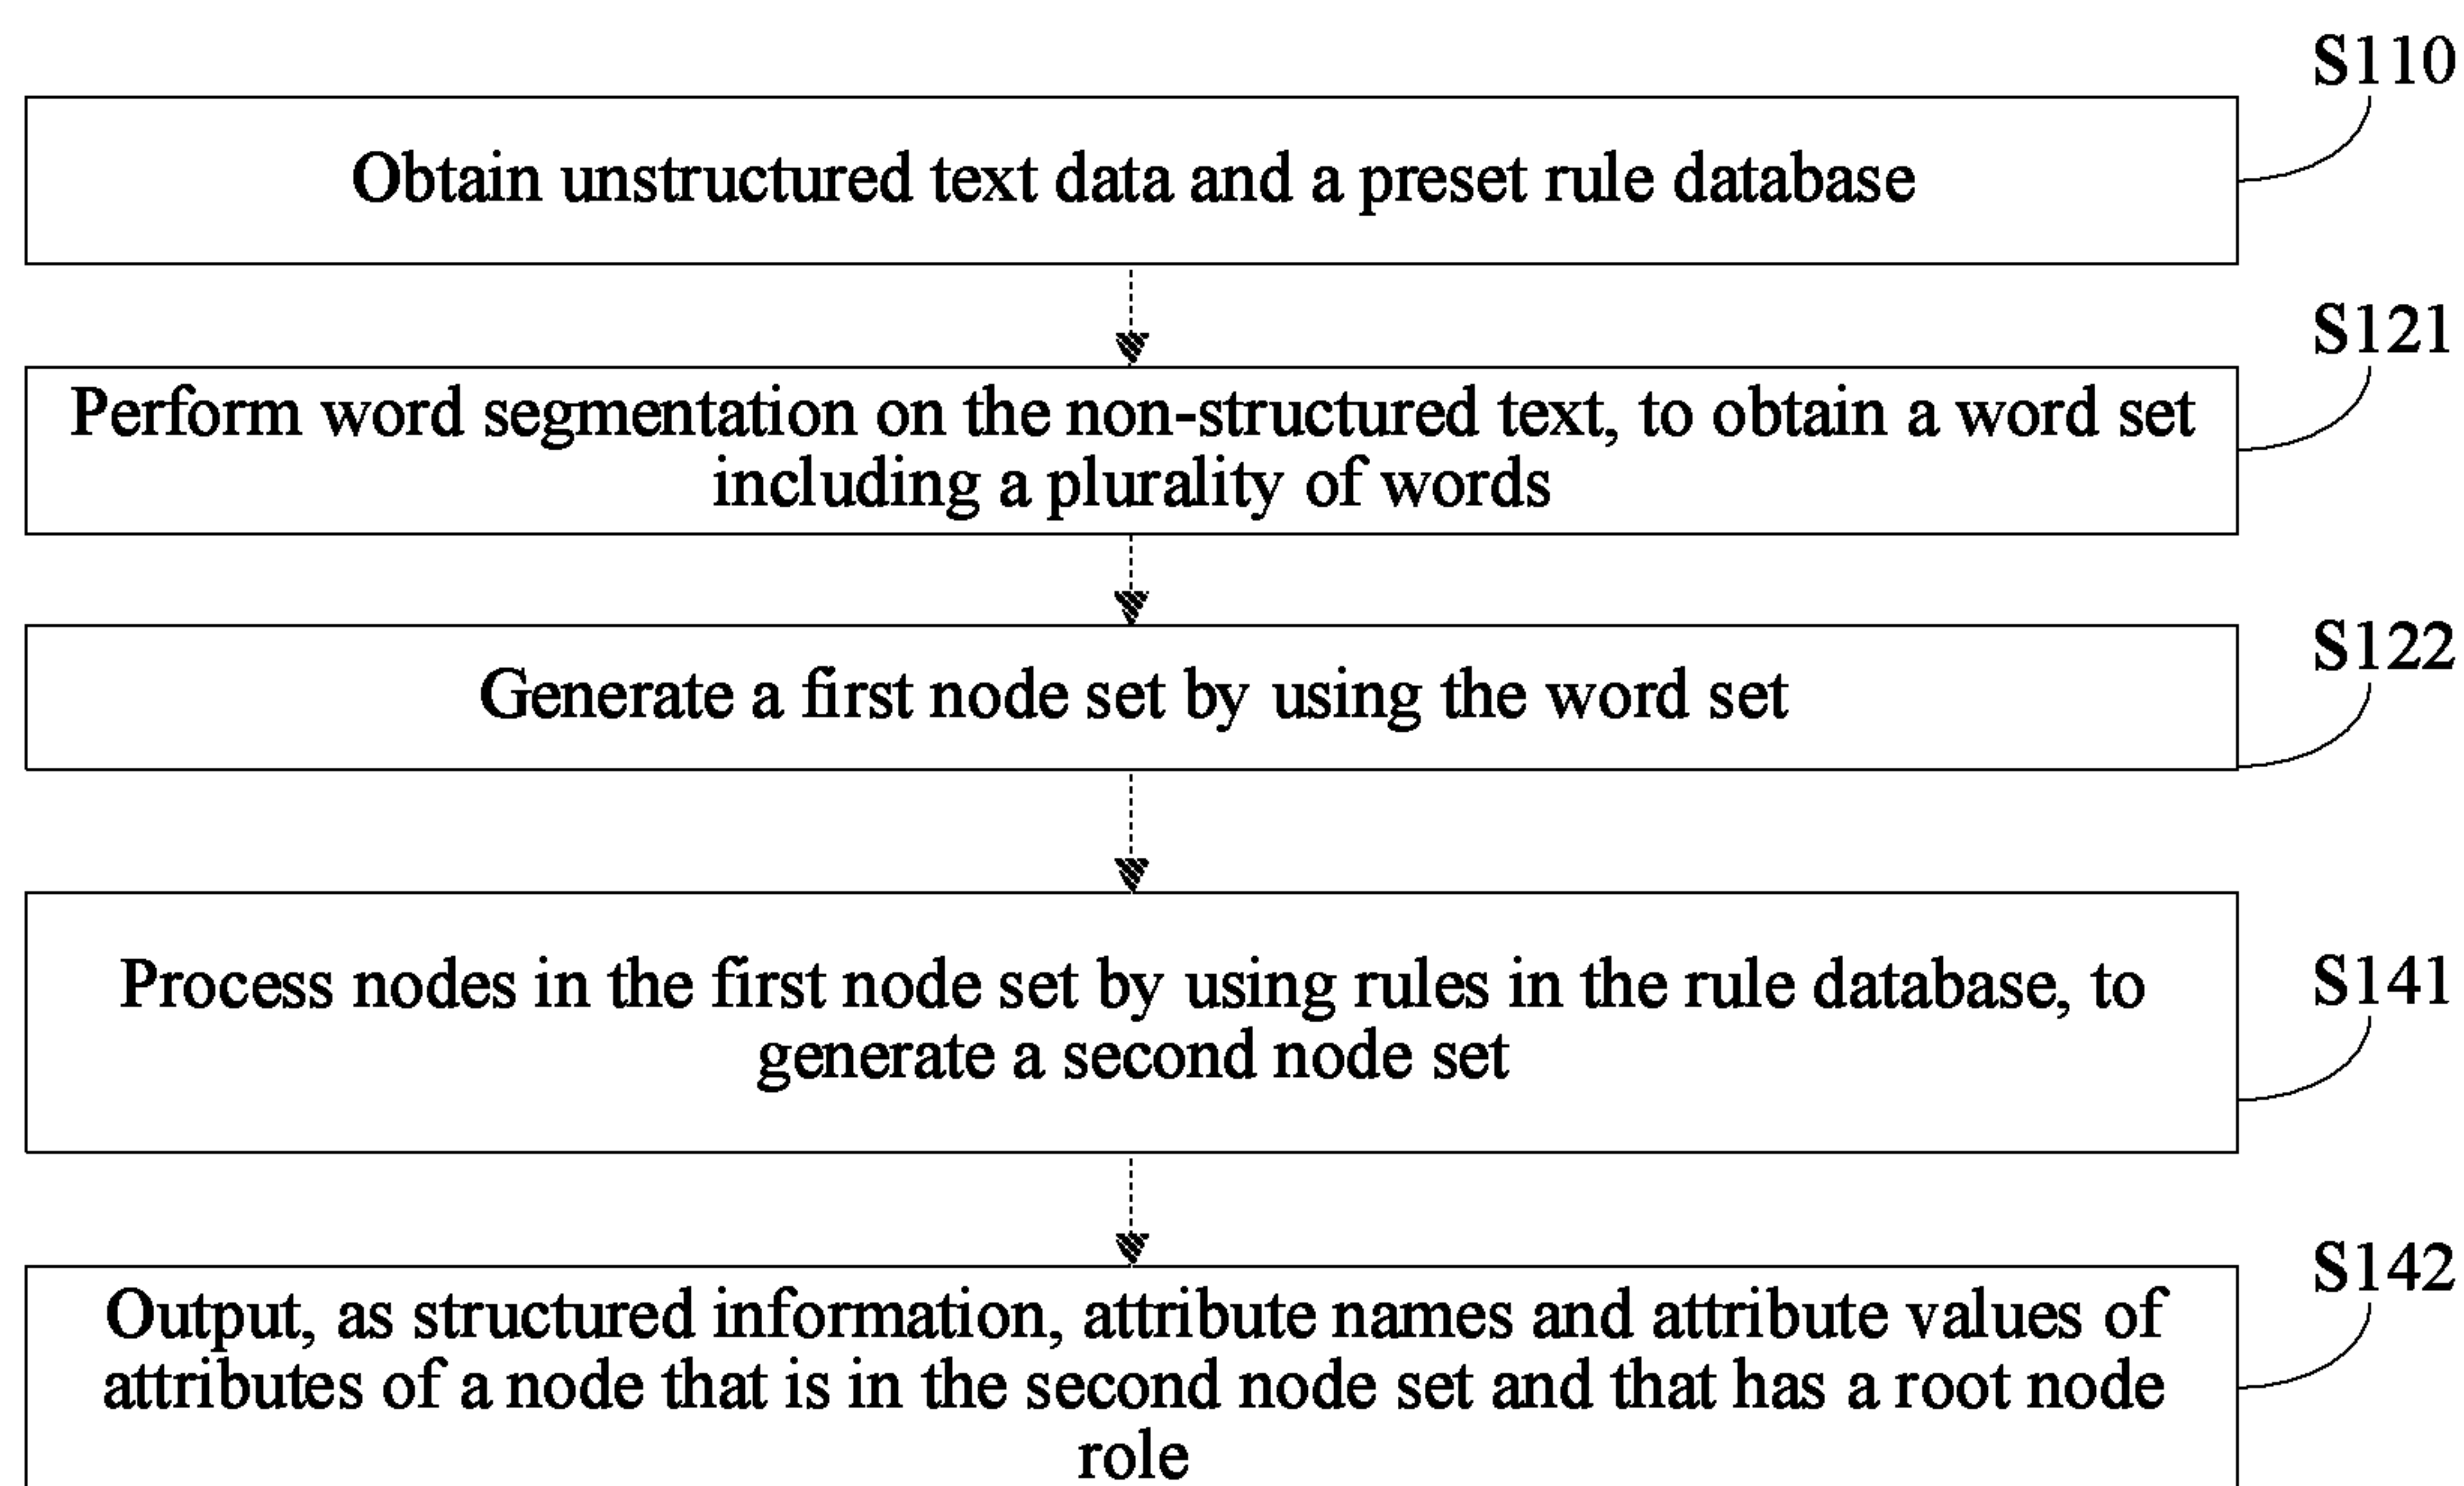 S110
Obtain unstructured text data and a preset rule database
S121
Perform word segmentation on the non-structured text, to obtain a word set
including a plurality of words
S122
Generate a first node set by using the word set
S141
Process nodes in the first node set by using rules in the rule database, to
generate a second node set
S142
Output, as structured information, attribute names and attribute values of
attributes of a node that is in the second node set and that has a root node
role